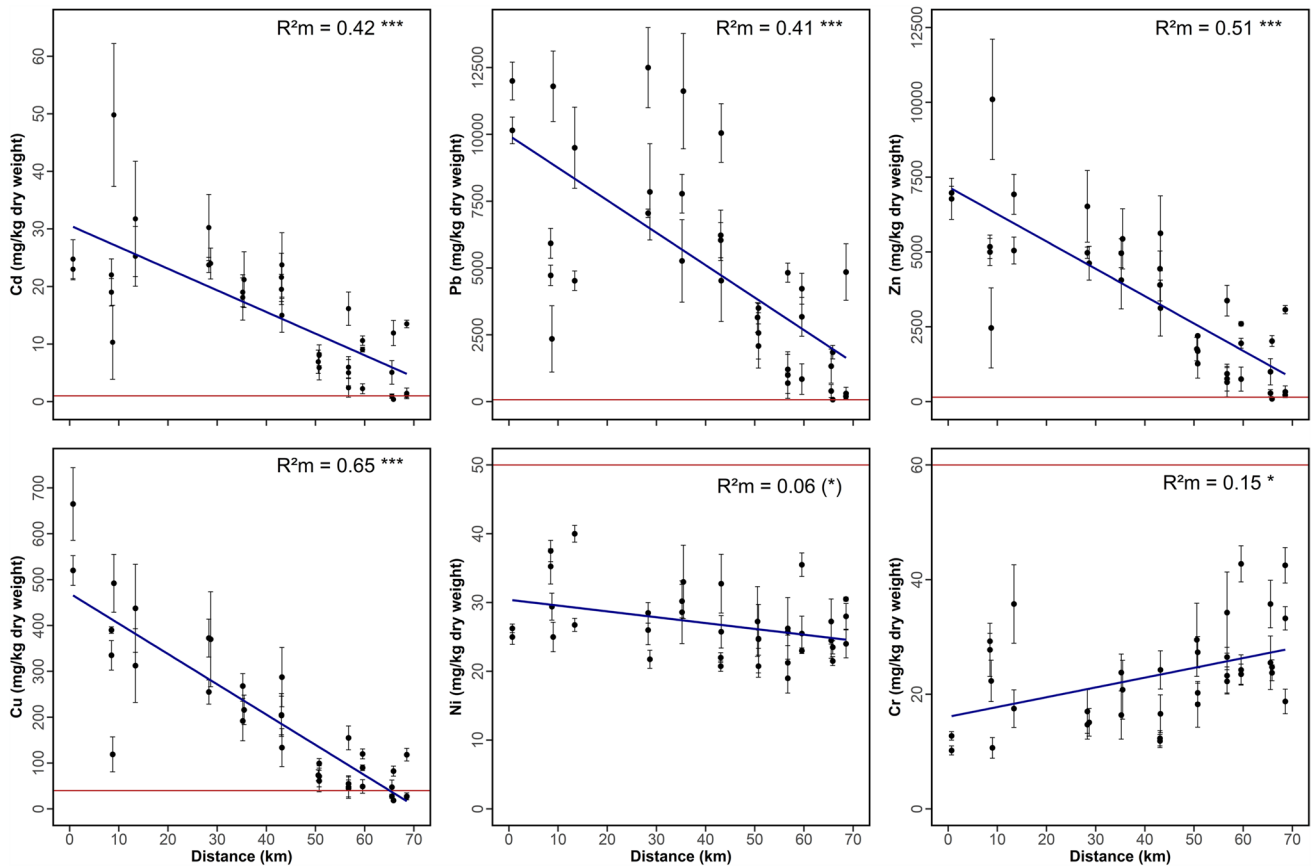 R²m = 0.42 ***
Cd (mg/kg dry weight)
0
10
20
30
40
50
60
R²m = 0.41 ***
Pb (mg/kg dry weight)
0
2500
5000
7500
10000
12500
R²m = 0.51 ***
Zn (mg/kg dry weight)
0
2500
5000
7500
10000
12500
R²m = 0.65 ***
Cu (mg/kg dry weight)
0
100
200
300
400
500
600
700
0 10 20 30 40 50 60 70
Distance (km)
R²m = 0.06 (*)
Ni (mg/kg dry weight)
0
10
20
30
40
50
0 10 20 30 40 50 60 70
Distance (km)
R²m = 0.15 *
Cr (mg/kg dry weight)
0
20
40
60
0 10 20 30 40 50 60 70
Distance (km)